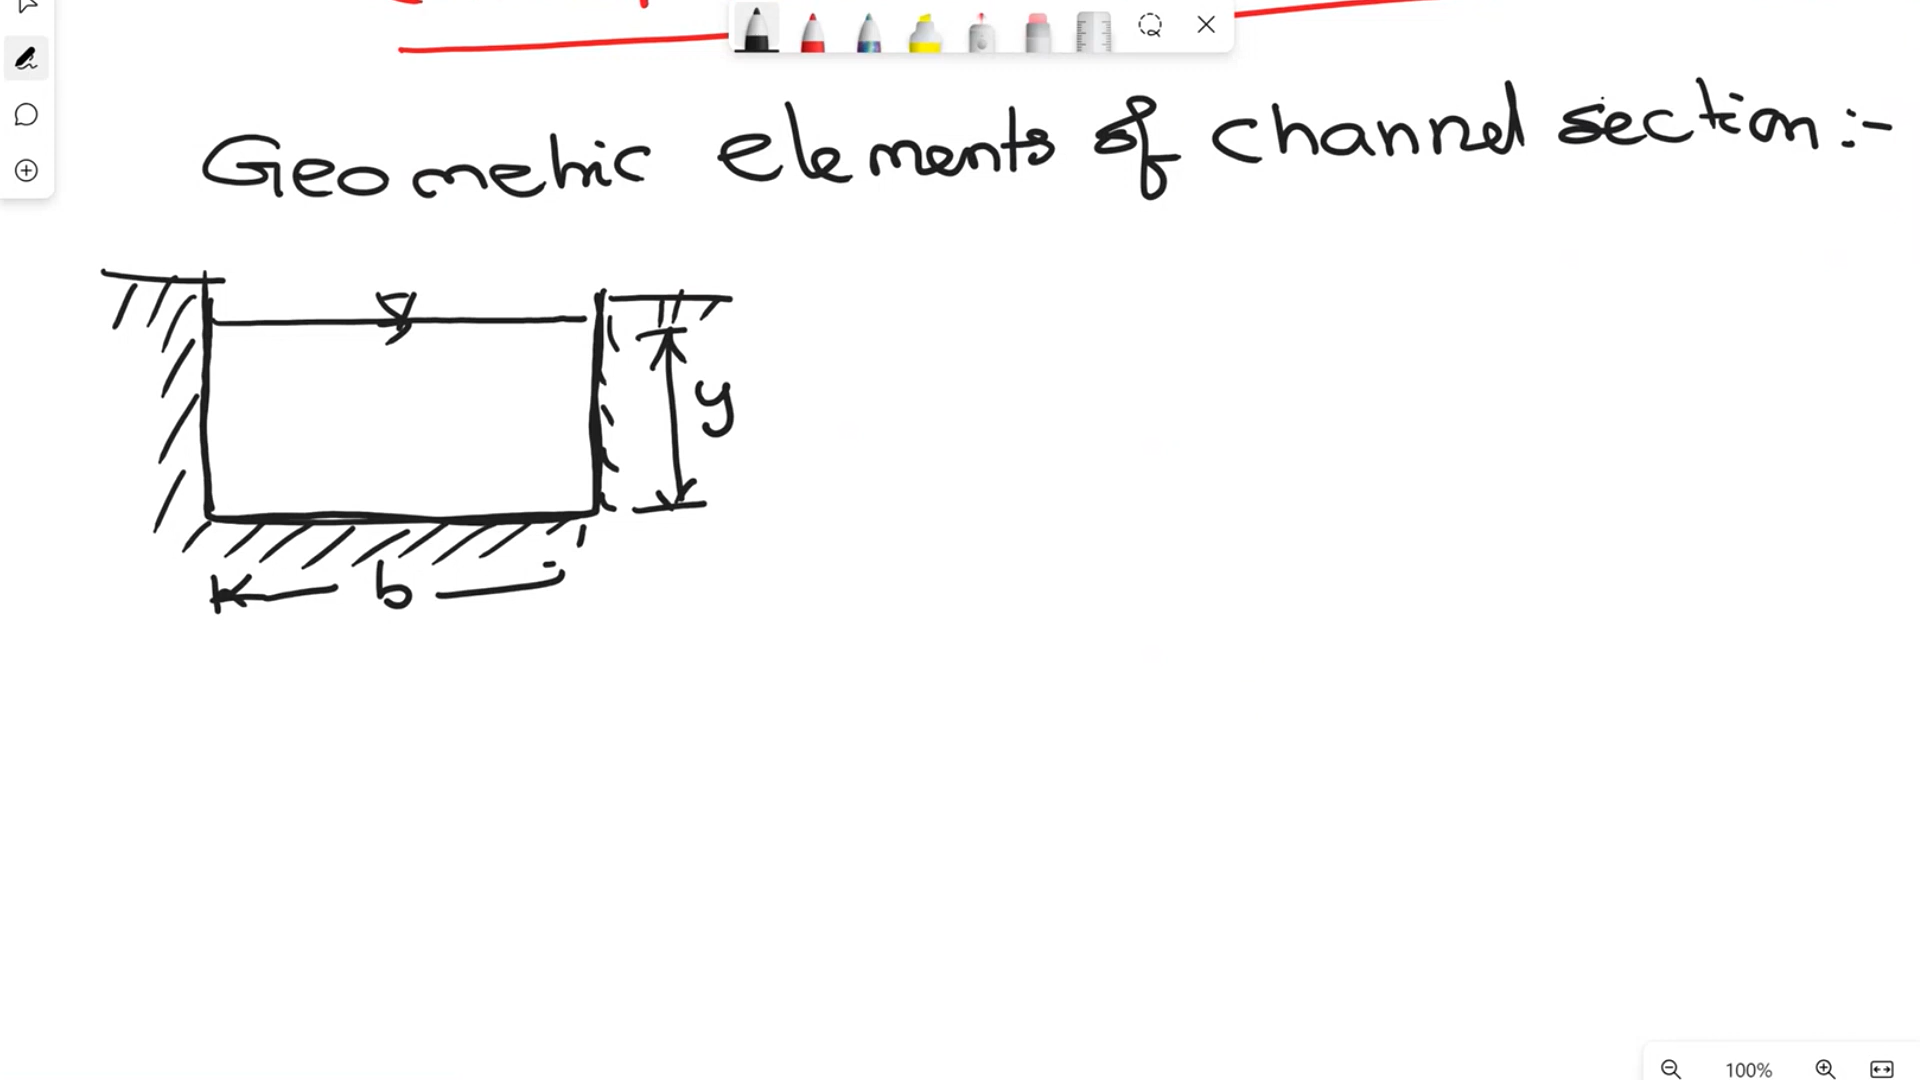 Geometric elements of channel section :-
y
b
100%